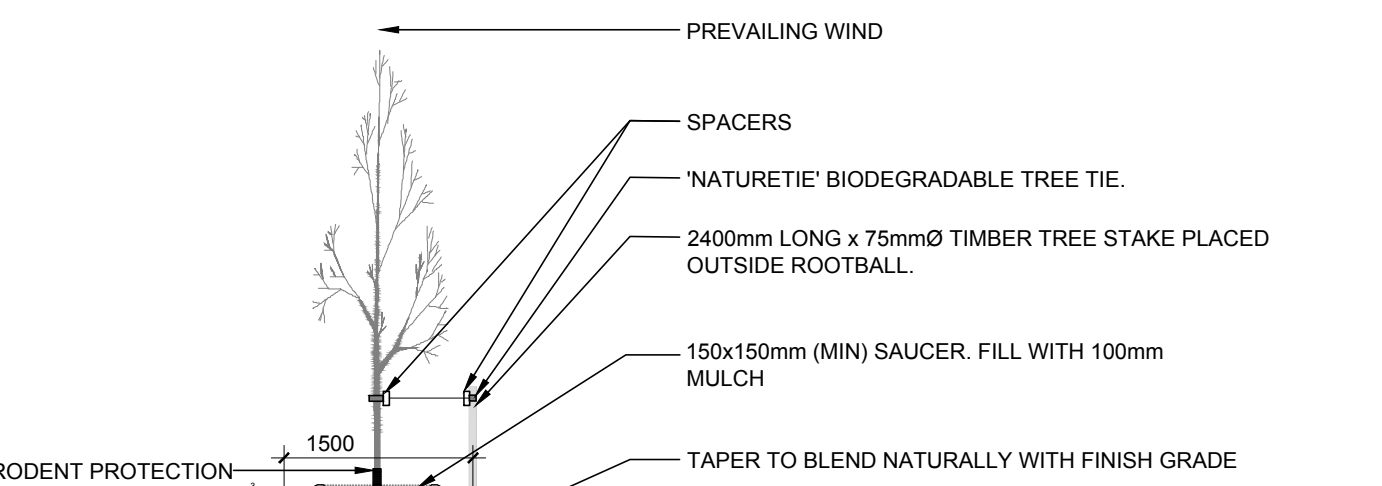 PREVAILING WIND
SPACERS
'NATURETIE' BIODEGRADABLE TREE TIE.
2400mm LONG x 75mmØ TIMBER TREE STAKE PLACED
OUTSIDE ROOTBALL.
150x150mm (MIN) SAUCER. FILL WITH 100mm
MULCH
1500
RODENT PROTECTION
TAPER TO BLEND NATURALLY WITH FINISH GRADE